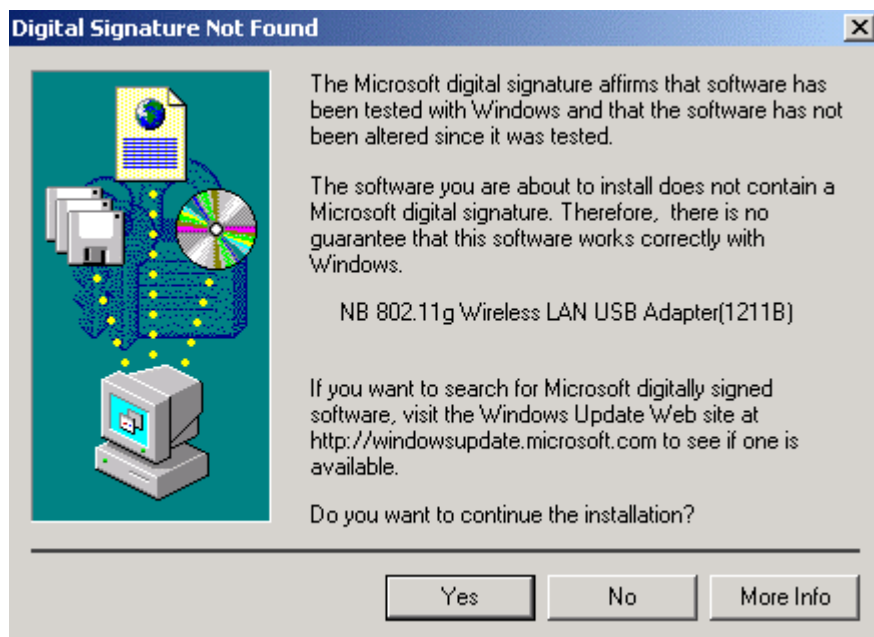 Digital Signature Not Found
The Microsoft digital signature affirms that software has
been tested with Windows and that the software has not
been altered since it was tested.
The software you are about to install does not contain a
Microsoft digital signature. Therefore,  there is no
guarantee that this software works correctly with
Windows.
NB 802.11g Wireless LAN USB Adapter(1211B)
If you want to search for Microsoft digitally signed
software, visit the Windows Update Web site at
http://windowsupdate.microsoft.com to see if one is
available.
Do you want to continue the installation?
Yes No More Info